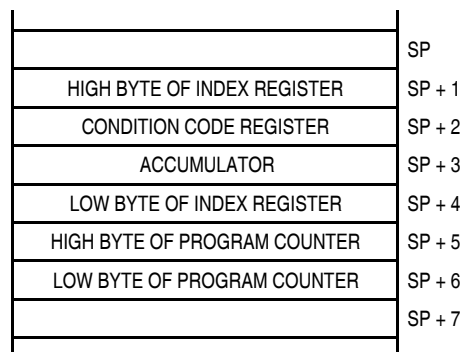 SP
HIGH BYTE OF INDEX REGISTER SP + 1
CONDITION CODE REGISTER SP + 2
ACCUMULATOR SP + 3
LOW BYTE OF INDEX REGISTER SP + 4
HIGH BYTE OF PROGRAM COUNTER SP + 5
LOW BYTE OF PROGRAM COUNTER SP + 6
SP + 7